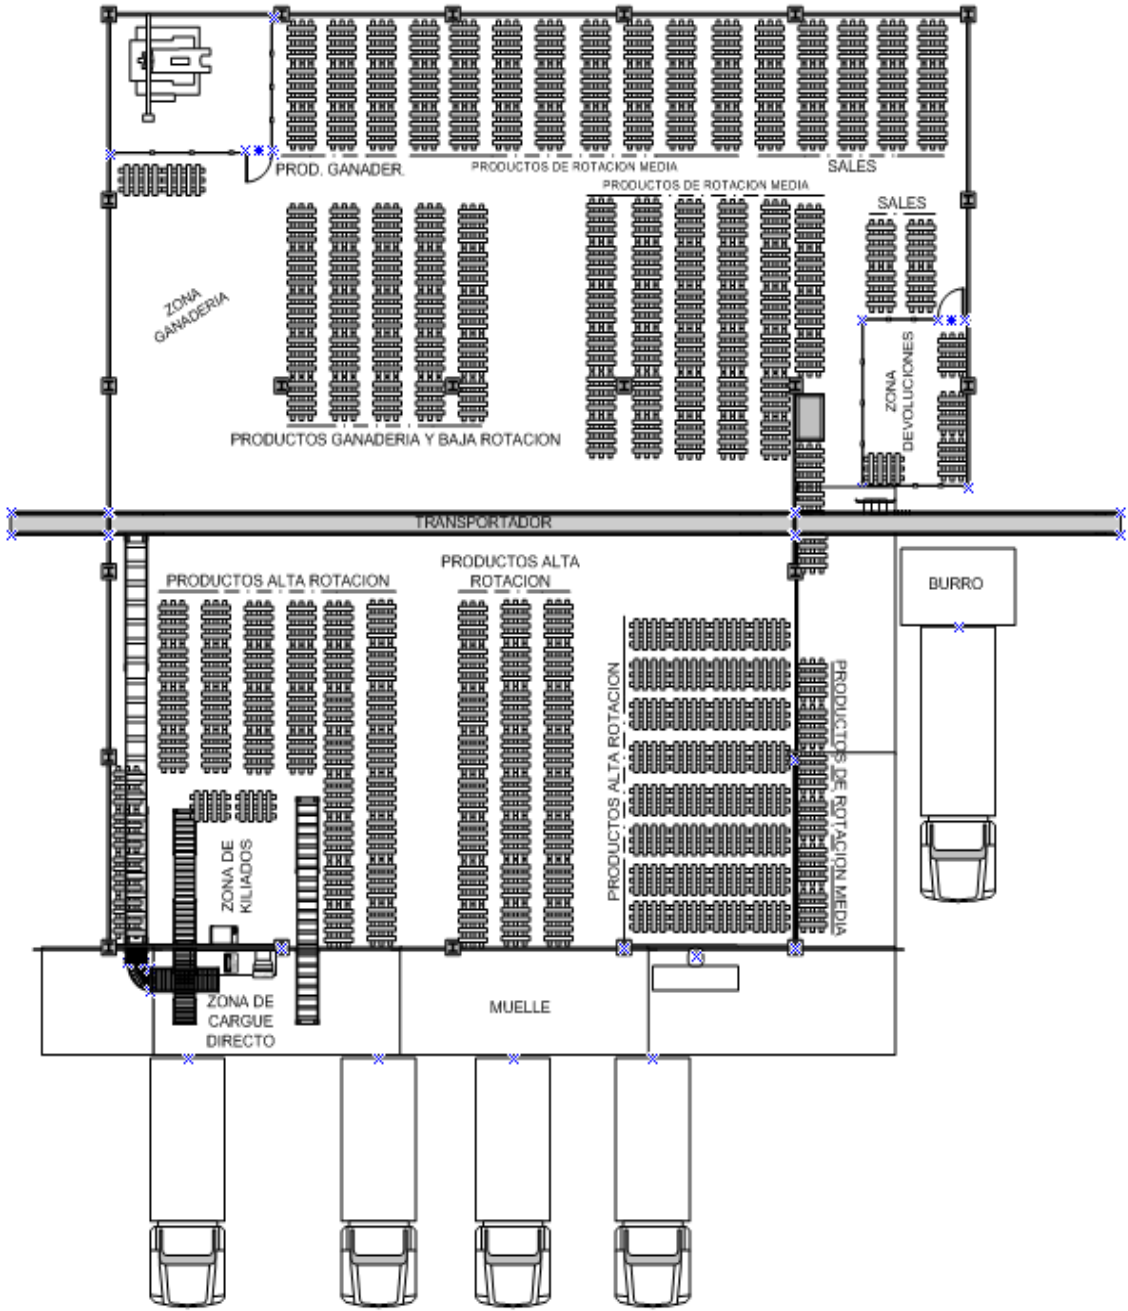 PROD. GANADER.
PRODUCTOS DE ROTACION MEDIA
SALES
PRODUCTOS DE ROTACION MEDIA
SALES
ZONA
GANADERIA
ZONA
DEVOLUCIONES
PRODUCTOS GANADERIA Y BAJA ROTACION
TRANSPORTADOR
PRODUCTOS ALTA ROTACION
PRODUCTOS ALTA
ROTACION
BURRO
PRODUCTOS ALTA ROTACION
PRODUCTOS DE ROTACION MEDIA
ZONA DE
KILIADOS
ZONA DE
CARGUE
DIRECTO
MUELLE